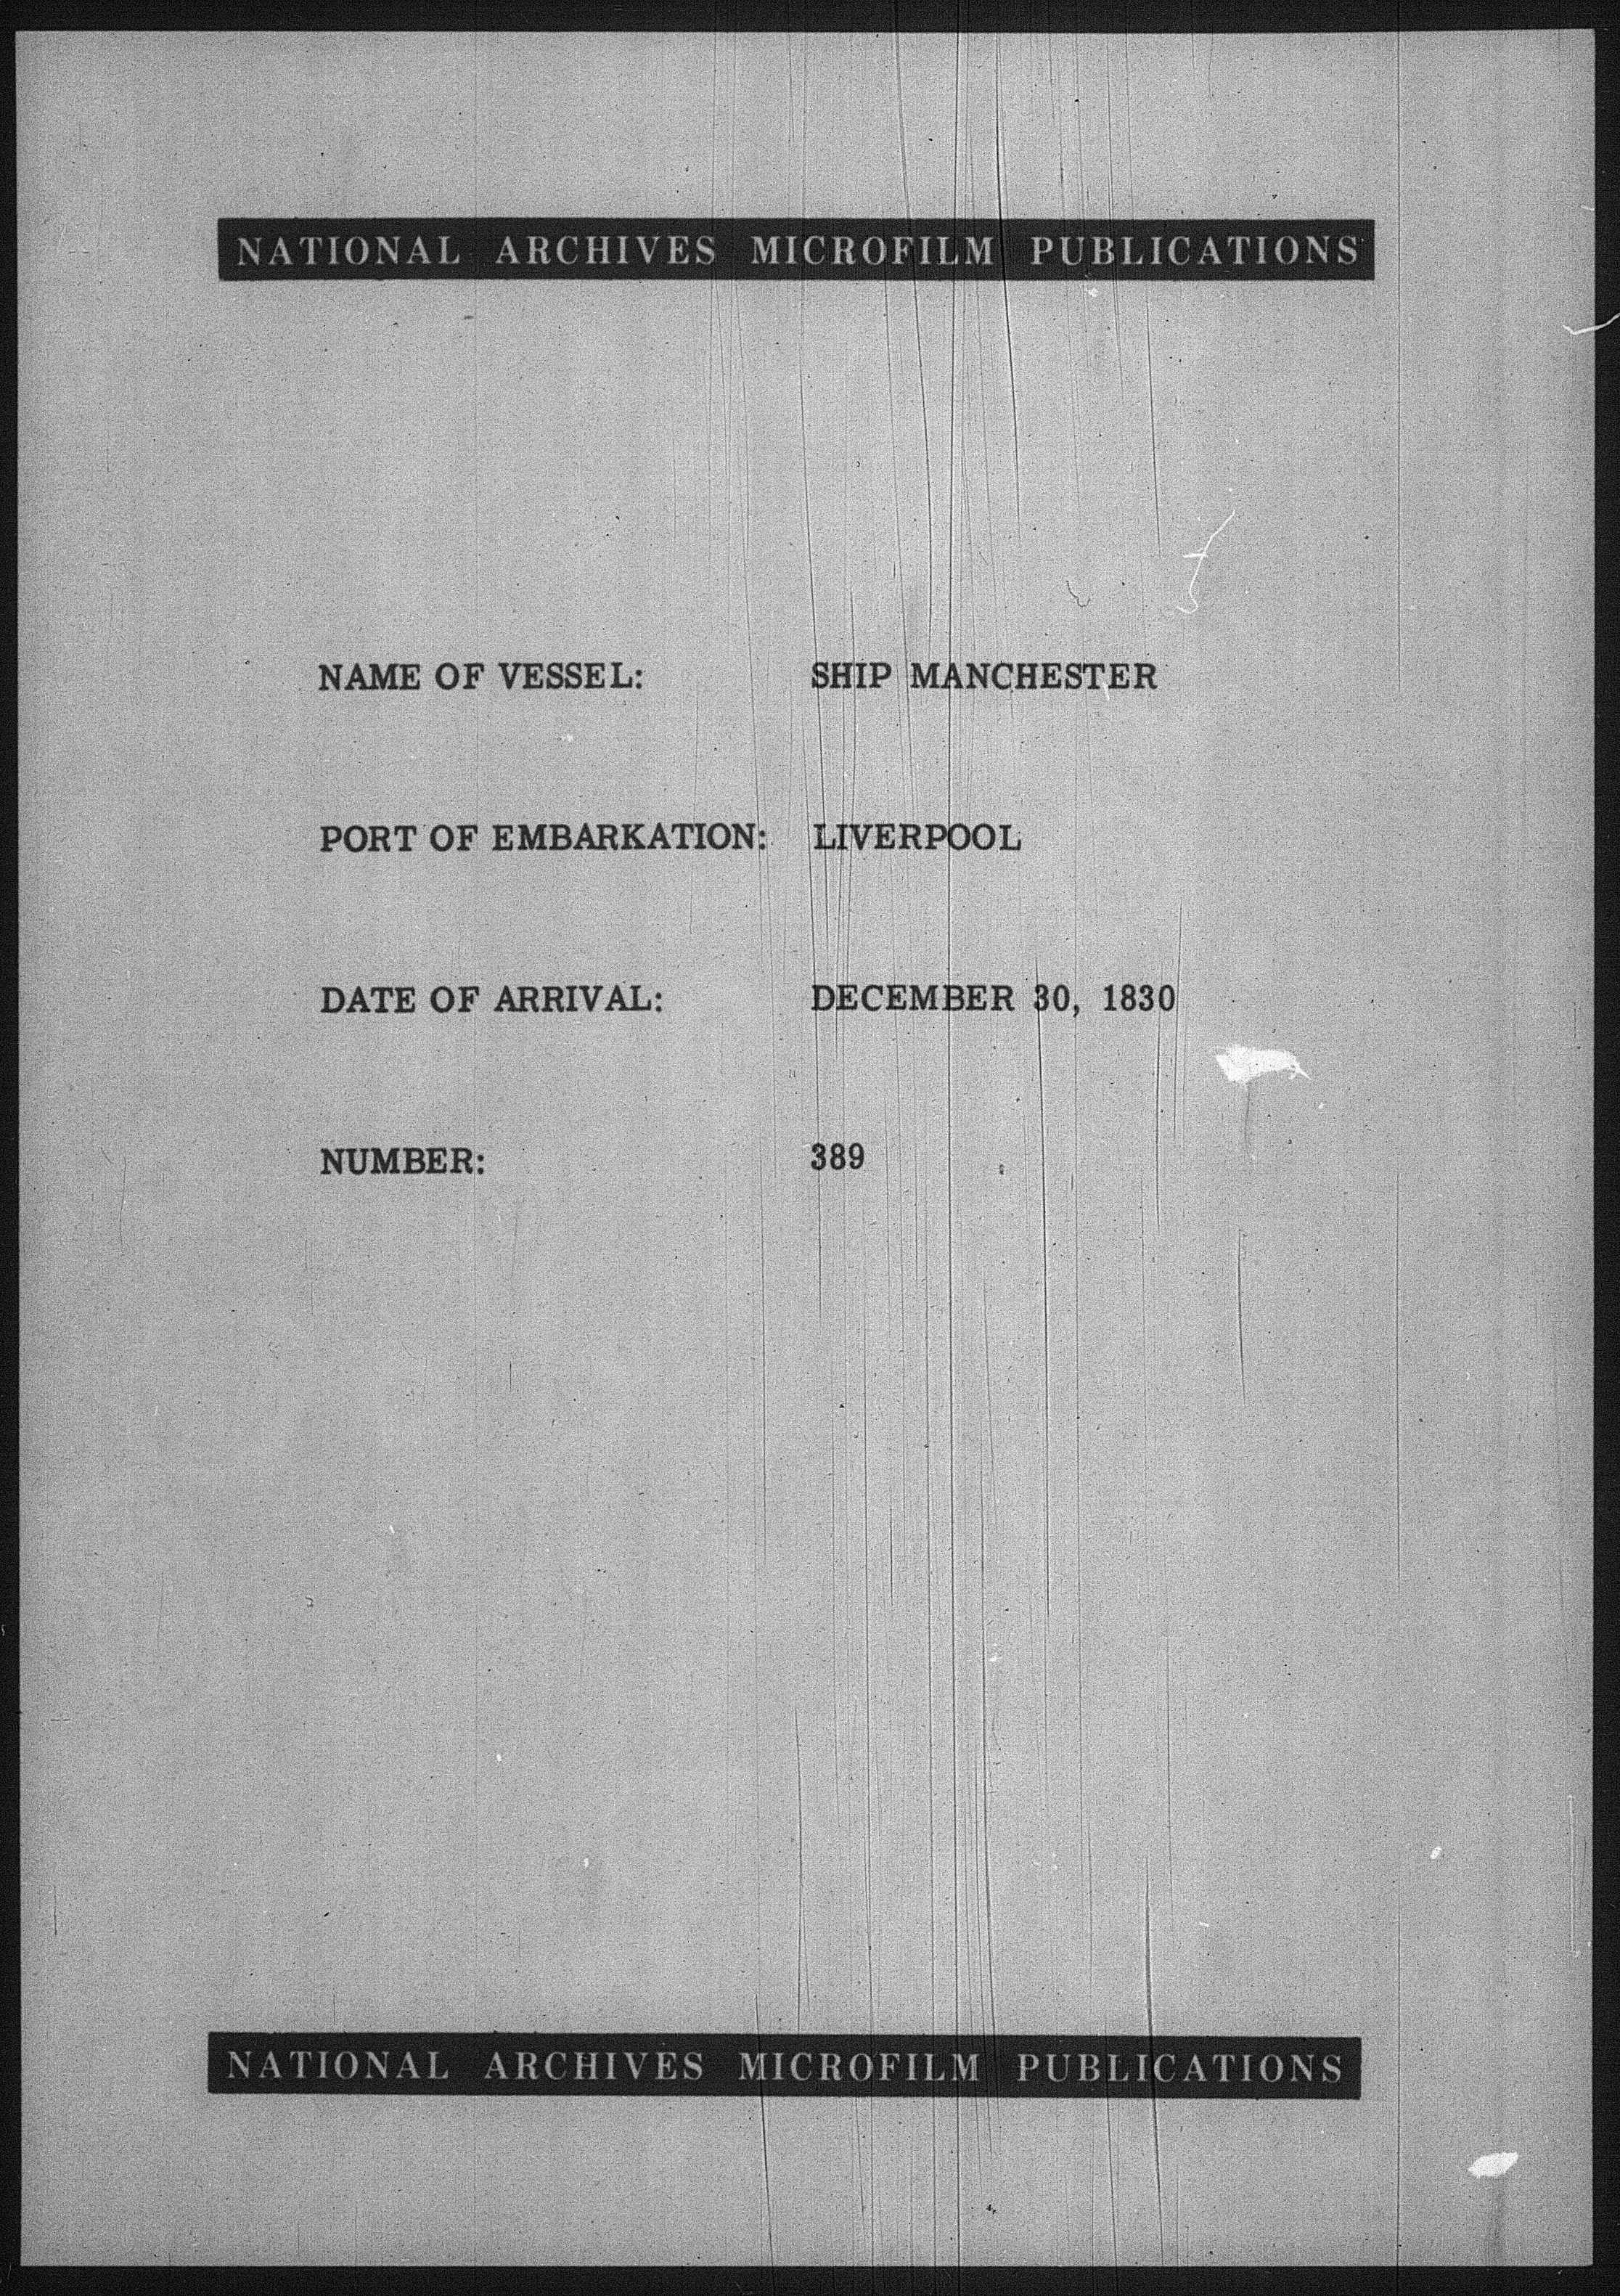 NATIONAL ARCHIVES MICROFILM PUBLICATIONS
NAME OF VESSEL: SHIP MANCHESTER
PORT OF EMBARKATION: LIVERPOOL
DATE OF ARRIVAL: DECEMBER 30, 1830
NUMBER: 389
NATIONAL ARCHIVES MICROFILM PUBLICATIONS